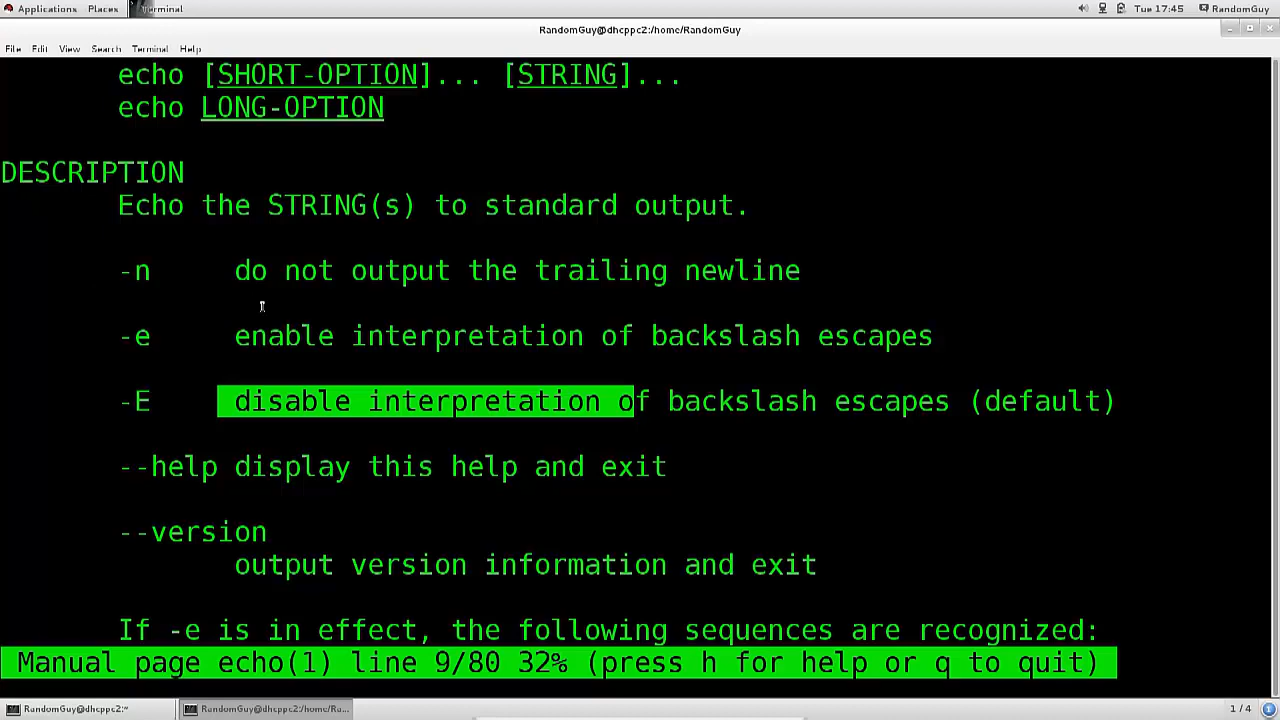 Applications Places Terminal Tue 17:45 RandomGuy
RandomGuy@dhcppc2:/home/RandomGuy
File Edit View Search Terminal Help
echo [SHORT-OPTION]... [STRING]...
echo LONG-OPTION
DESCRIPTION
Echo the STRING(s) to standard output.
-n do not output the trailing newline
-e enable interpretation of backslash escapes
-E disable interpretation of backslash escapes (default)
--help display this help and exit
--version
output version information and exit
If -e is in effect, the following sequences are recognized:
Manual page echo(1) line 9/80 32% (press h for help or q to quit)
RandomGuy@dhcppc2:~ RandomGuy@dhcppc2:/home/Ra... 1 / 4